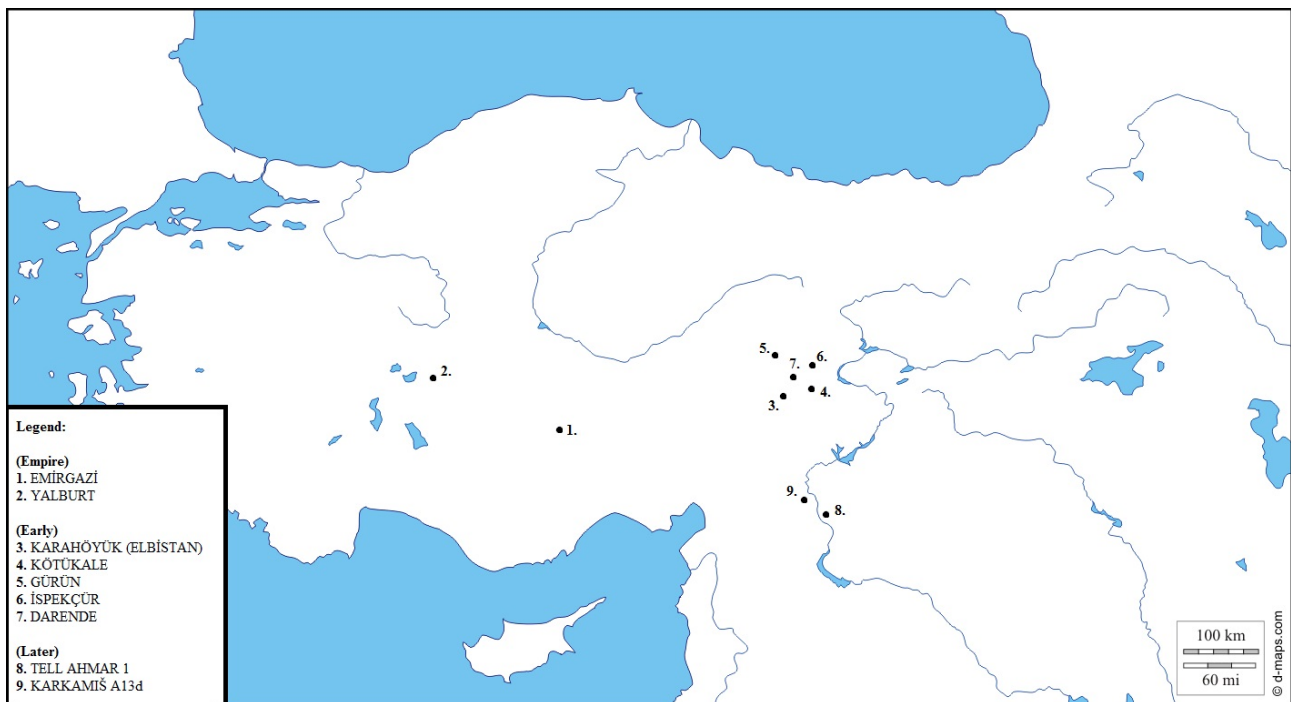 5.
6.
7.
2.
4.
3.
1.
9.
8.
Legend:
(Empire)
1. EMİRGAZİ
2. YALBURT
(Early)
3. KARAHÖYÜK (ELBİSTAN)
4. KÖTÜKALE
5. GÜRÜN
6. İSPEKÇÜR
7. DARENDE
(Later)
8. TELL AHMAR 1
9. KARKAMIŠ A13d
100 km
60 mi
© d-maps.com